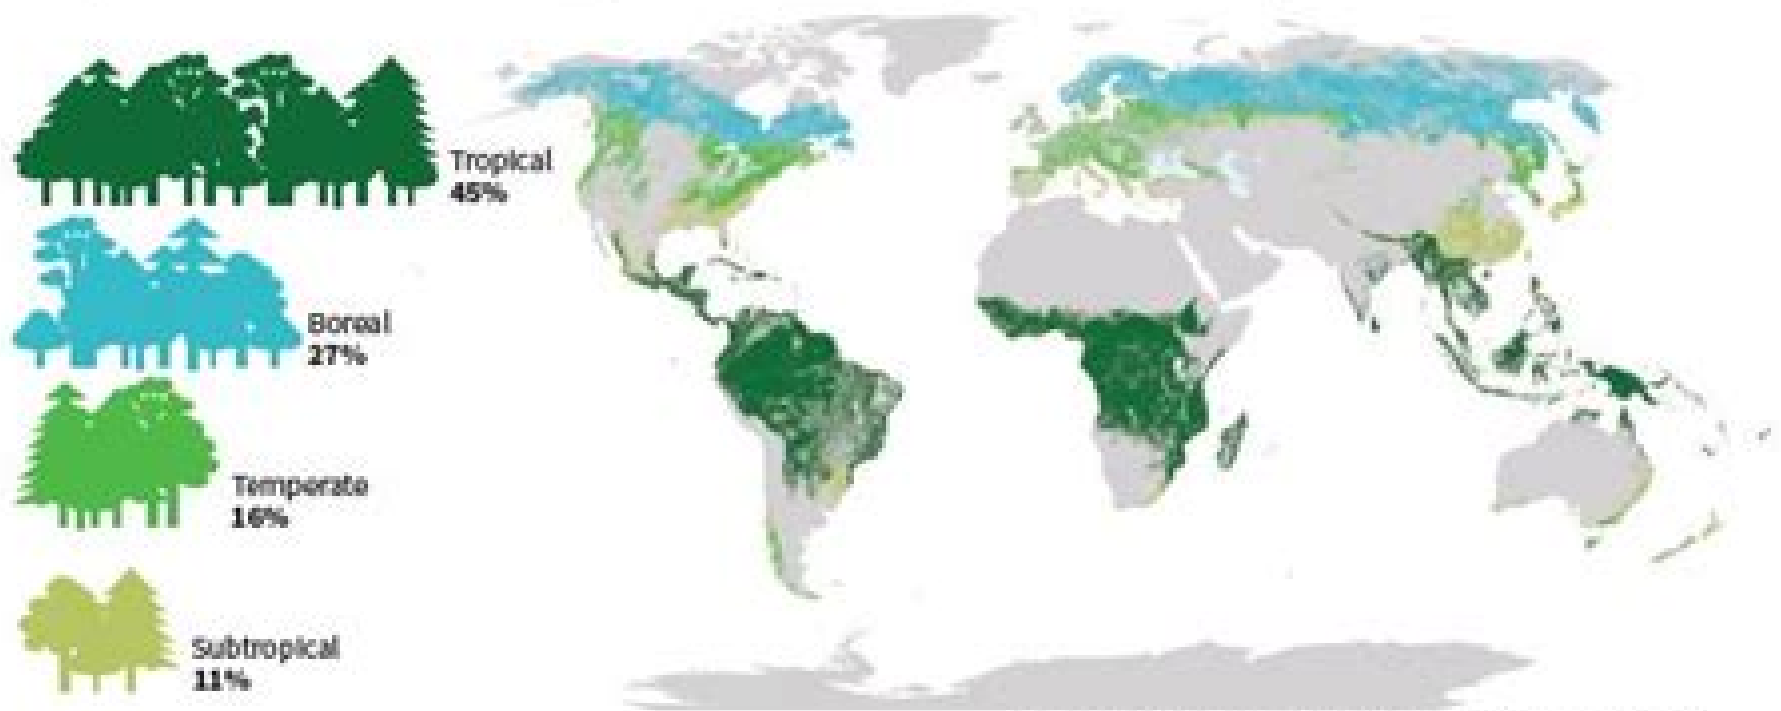 Tropical
45%
Boreal
27%
Temperate
16%
Subtropical
11%